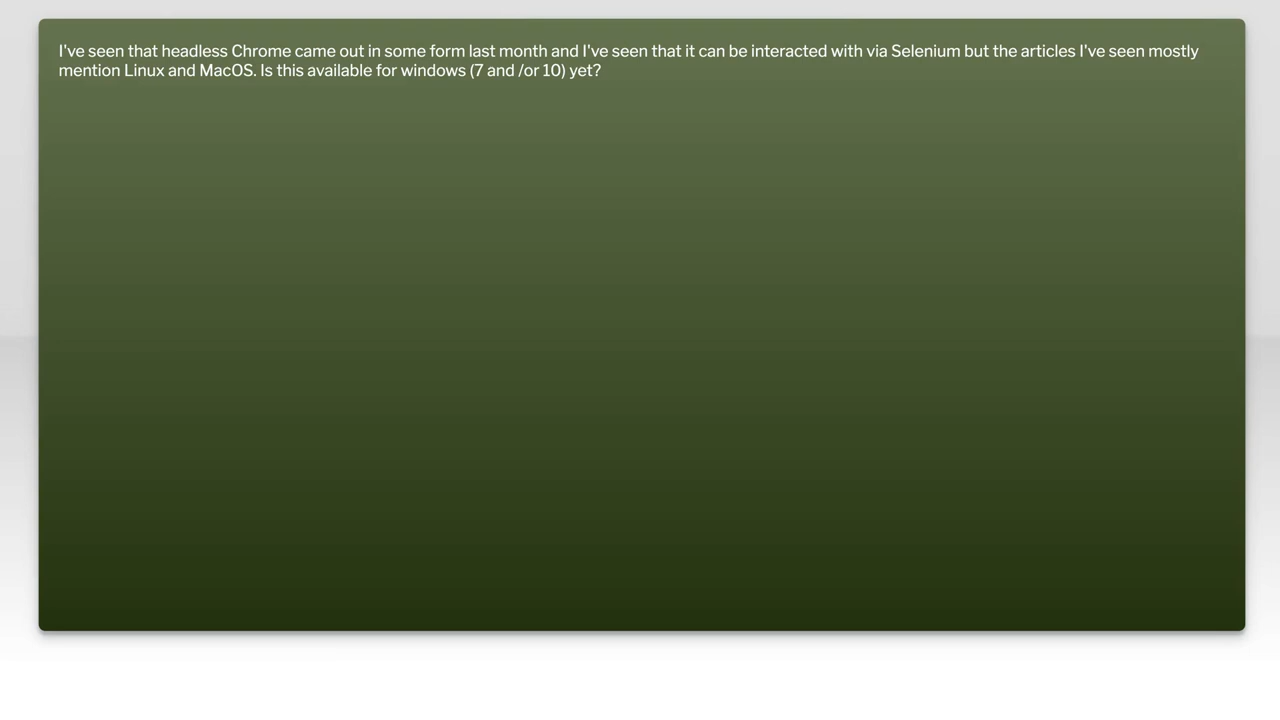 I've seen that headless Chrome came out in some form last month and I've seen that it can be interacted with via Selenium but the articles I've seen mostly
mention Linux and MacOS. Is this available for windows (7 and /or 10) yet?